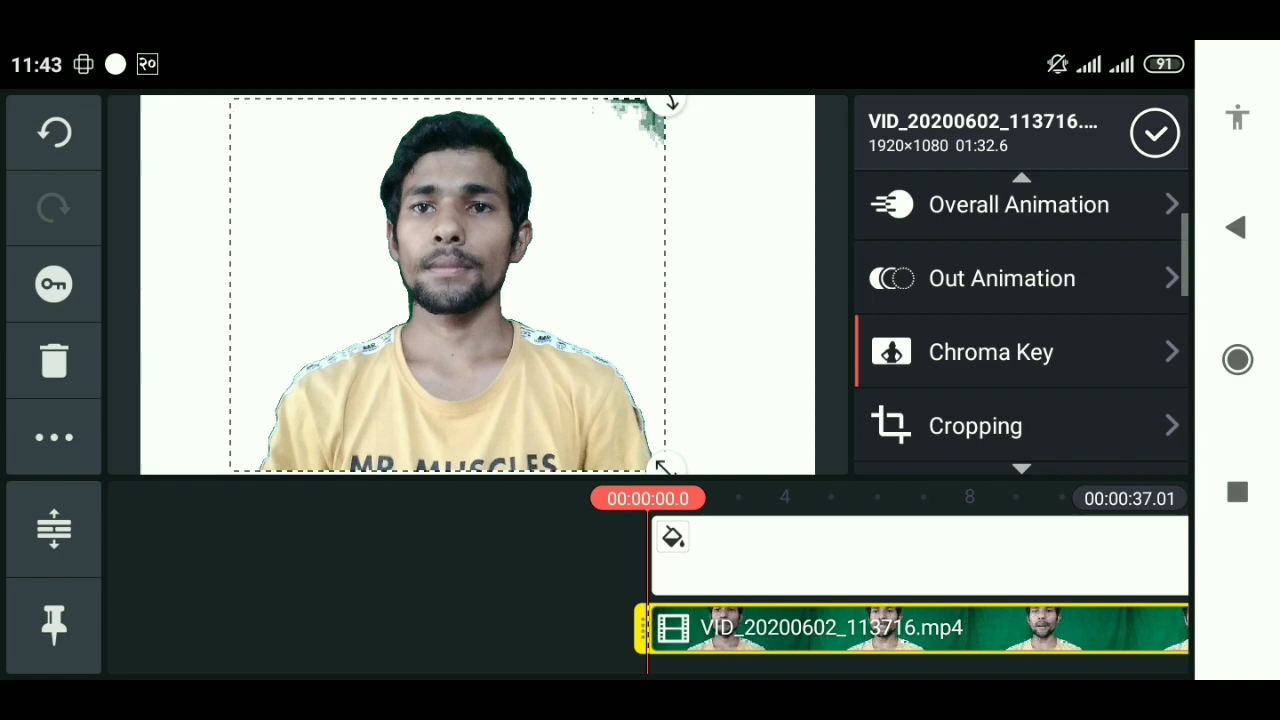 11:43 २० 91
VID_20200602_113716....
1920×1080 01:32.6
Overall Animation
Out Animation
Chroma Key
Cropping
MR MUSCLES
00:00:00.0 4 8 00:00:37.01
VID_20200602_113716.mp4